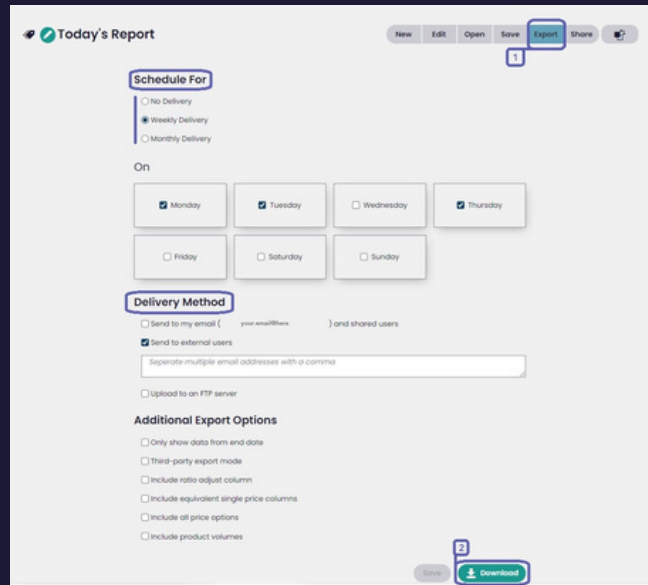 Today's Report
New Edit Open Save Export Share
1
Schedule For
No Delivery
Weekly Delivery
Monthly Delivery
On
Monday Tuesday Wednesday Thursday
Friday Saturday Sunday
Delivery Method
Send to my email ( your email@here ) and shared users
Send to external users
Seperate multiple email addresses with a comma
Upload to an FTP server
Additional Export Options
Only show data from end date
Third-party export mode
Include ratio adjust column
Include equivalent single price columns
Include all price options
Include product volumes
2
Save Download